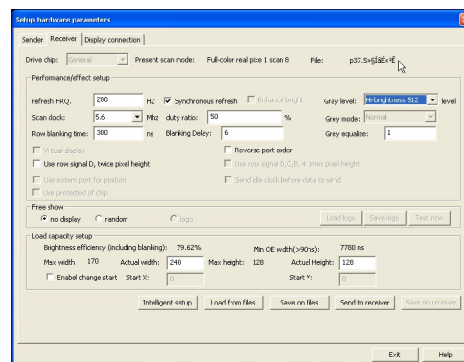 Setup hardware parameters
Sender Receiver Display connection
Drive chip: General Present scan mode: Full-color real pixe 1 scan 8 File:
Performance/effect setup
refresh FRQ. 200 Hz Synchronous refresh Enhance bright Gray level: Hi-brightness 512 level
Scan clock: 5.6 Mhz duty ratio: 50 % Grey mode: Normal
Row blanking time: 300 ns Blanking Delay: 6 Grey equalize: 1
Virtual display Reverse port order
Use row signal D, twice pixel height Use row signal D,C,B, 4 times pixel height
Use extern port for position Send idle clock before data to send
Use protected of chip
Free show
no display random logo Load logo Save logo Test now
Load capacity setup
Brightness efficiency (including blanking): 79.62% Min OE width(>90ns): 7780 ns
Max width 170 Actual width: 240 Max height: 128 Actual Height: 128
Enabel change start Start X: 0 Start Y: 0
Intelligent setup Load from files Save on files Send to receiver Save on receiver
Exit Help